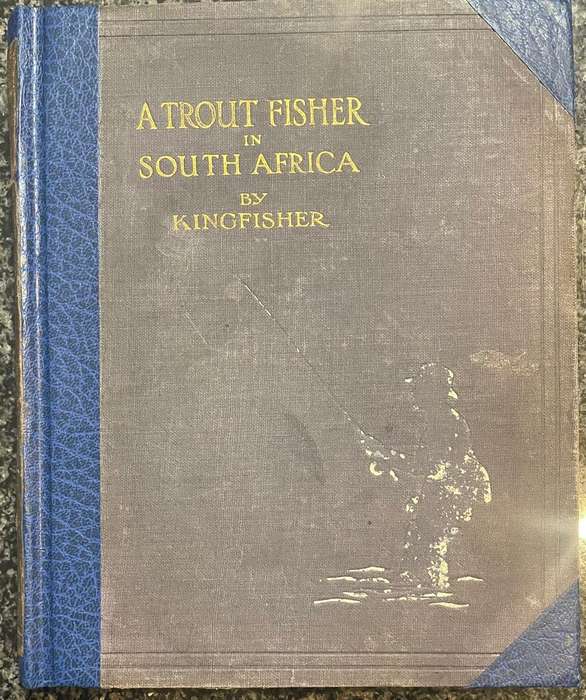 A TROUT FISHER
IN
SOUTH AFRICA
BY
KINGFISHER